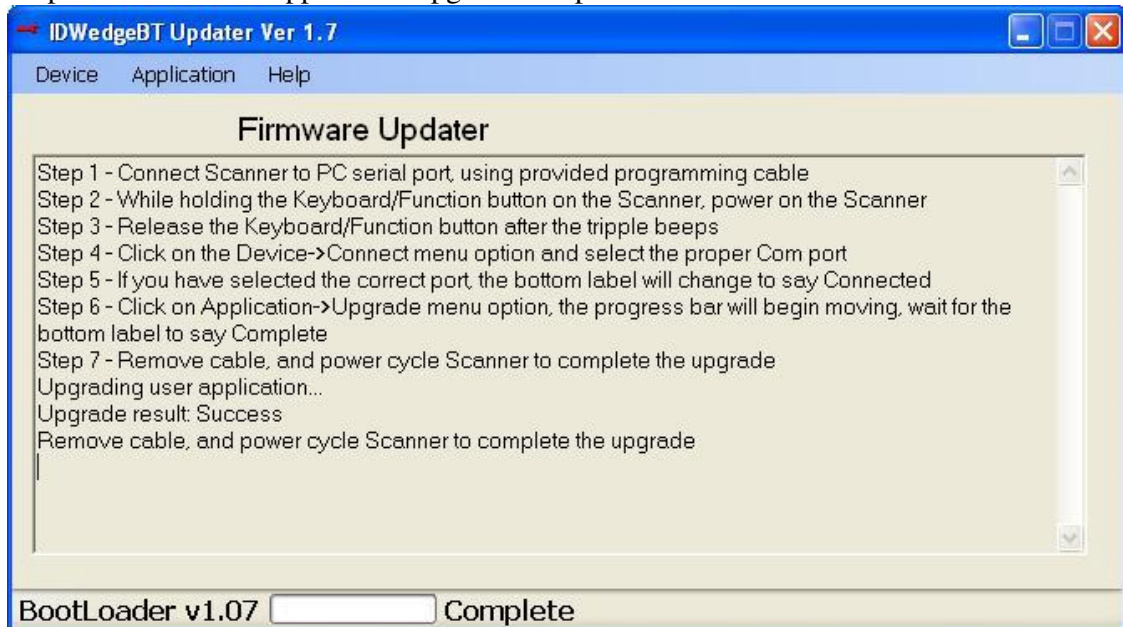 IDWedgeBT Updater Ver 1.7
Device Application Help
Firmware Updater
Step 1 - Connect Scanner to PC serial port, using provided programming cable
Step 2 - While holding the Keyboard/Function button on the Scanner, power on the Scanner
Step 3 - Release the Keyboard/Function button after the tripple beeps
Step 4 - Click on the Device->Connect menu option and select the proper Com port
Step 5 - If you have selected the correct port, the bottom label will change to say Connected
Step 6 - Click on Application->Upgrade menu option, the progress bar will begin moving, wait for the
bottom label to say Complete
Step 7 - Remove cable, and power cycle Scanner to complete the upgrade
Upgrading user application...
Upgrade result: Success
Remove cable, and power cycle Scanner to complete the upgrade
BootLoader v1.07 Complete